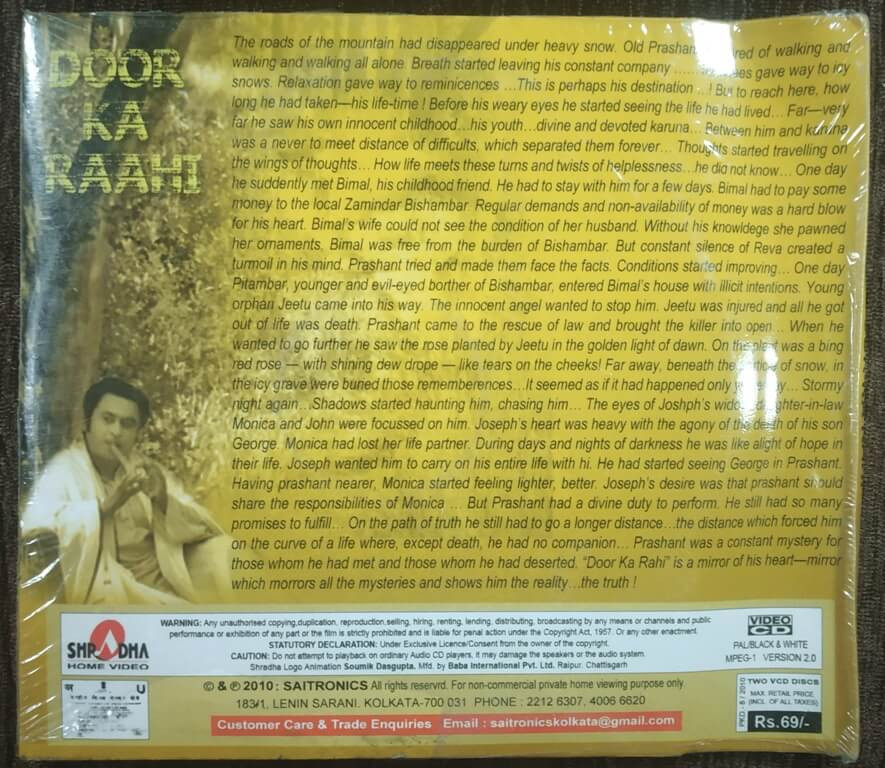 DOOR
KA
RAAHI
The roads of the mountain had disappeared under heavy snow. Old Prashan ired of walking and
walking and walking all alone. Breath started leaving his constant company ........ gave way to icy
snows. Relaxation gave way to reminicences ...This is perhaps his destination ..! But to reach here, how
long he had taken—his life-time ! Before his weary eyes he started seeing the life he had lived... Far—very
far he saw his own innocent childhood...his youth...divine and devoted karuna... Between him and karuna
was a never to meet distance of difficults, which separated them forever... Thoughts started travelling on
the wings of thoughts... How life meets these turns and twists of helplessness...he did not know... One day
he suddently met Bimal, his childhood friend. He had to stay with him for a few days. Bimal had to pay some
money to the local Zamindar Bishambar. Regular demands and non-availability of money was a hard blow
for his heart. Bimal's wife could not see the condition of her husband. Without his knowldege she pawned
her ornaments. Bimal was free from the burden of Bishambar. But constant silence of Reva created a
turmoil in his mind. Prashant tried and made them face the facts. Conditions started improving... One day
Pitambar, younger and evil-eyed borther of Bishambar, entered Bimal's house with illicit intentions. Young
orphan Jeetu came into his way. The innocent angel wanted to stop him. Jeetu was injured and all he got
out of life was death. Prashant came to the rescue of law and brought the killer into open... When he
wanted to go further he saw the rose planted by Jeetu in the golden light of dawn. On the plant was a bing
red rose — with shining dew drope — like tears on the cheeks! Far away, beneath the of snow, in
the icy grave were buned those rememberences...It seemed as if it had happened only ... Stormy
night again...Shadows started haunting him, chasing him... The eyes of Joshph's widow daughter-in-law
Monica and John were focussed on him. Joseph's heart was heavy with the agony of the death of his son
George. Monica had lost her life partner. During days and nights of darkness he was like alight of hope in
their life. Joseph wanted him to carry on his entire life with hi. He had started seeing George in Prashant.
Having prashant nearer, Monica started feeling lighter, better. Joseph's desire was that prashant should
share the responsibilities of Monica ... But Prashant had a divine duty to perform. He still had so many
promises to fulfill... On the path of truth he still had to go a longer distance...the distance which forced him
on the curve of a life where, except death, he had no companion... Prashant was a constant mystery for
those whom he had met and those whom he had deserted. "Door Ka Rahi" is a mirror of his heart—mirror
which morrors all the mysteries and shows him the reality...the truth !
SHRADHA
HOME VIDEO
WARNING: Any unauthorised copying,duplication, reproduction,selling, hiring, renting, lending, distributing, broadcasting by any means or channels and public
performance or exhibition of any part or the film is strictly prohibited and is liable for penal action under the Copyright.Act, 1957. Or any other enactment.
STATUTORY DECLARATION: Under Exclusive Licence/Consent from the owner of the copyright.
CAUTION: Do not attempt to playback on ordinary Audio CD players, it may damage the speakers or the audio system.
Shredha Logo Animation Soumik Dasgupta. Mfd. by Baba International Pvt. Ltd. Raipur, Chattisgarh
VIDEO
CD
PAL/BLACK & WHITE
MPEG-1 VERSION 2.0
U
© & ℗ 2010 : SAITRONICS All rights reservrd. For non-commercial private home viewing purpose only.
183/1, LENIN SARANI. KOLKATA-700 031 PHONE : 2212 6307, 4006 6620
Customer Care & Trade Enquiries Email : saitronicskolkata@gmail.com
PKD - 8 / 2010
TWO VCD DISCS
MAX. RETAIL PRICE
(INCL. OF ALL TAXES)
Rs.69/-